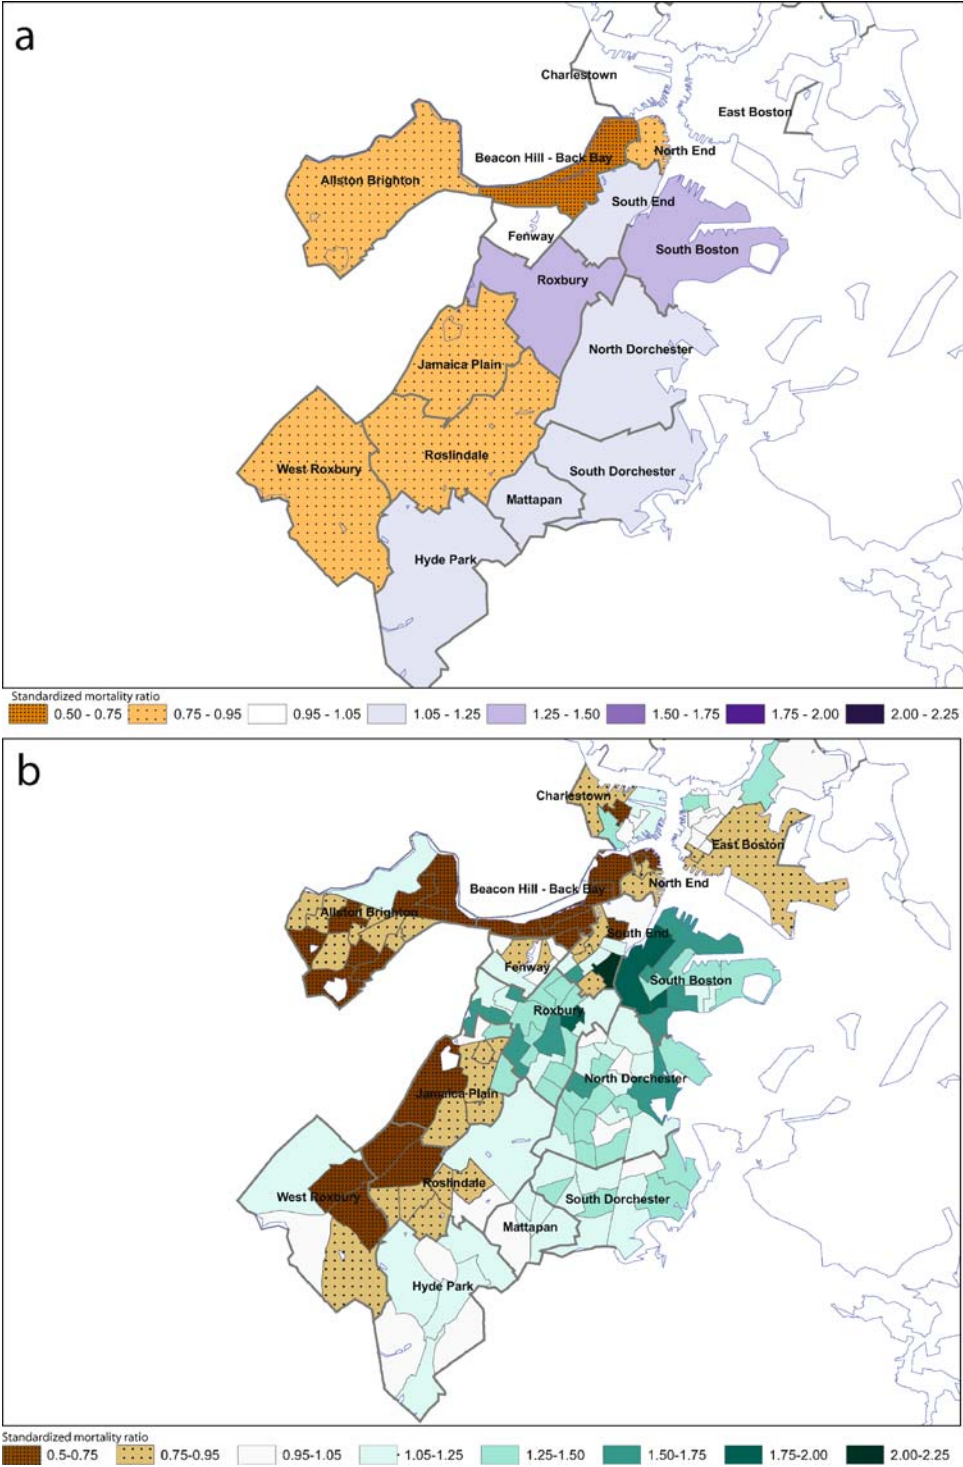 a
Charlestown
East Boston
Beacon Hill - Back Bay
North End
Allston Brighton
South End
Fenway
South Boston
Roxbury
North Dorchester
Jamaica Plain
Roslindale
West Roxbury
South Dorchester
Mattapan
Hyde Park
Standardized mortality ratio
0.50 - 0.75 0.75 - 0.95 0.95 - 1.05 1.05 - 1.25 1.25 - 1.50 1.50 - 1.75 1.75 - 2.00 2.00 - 2.25
b
Charlestown
East Boston
Beacon Hill - Back Bay
North End
Allston Brighton
South End
Fenway
South Boston
Roxbury
North Dorchester
Jamaica Plain
Roslindale
West Roxbury
South Dorchester
Mattapan
Hyde Park
Standardized mortality ratio
0.5-0.75 0.75-0.95 0.95-1.05 1.05-1.25 1.25-1.50 1.50-1.75 1.75-2.00 2.00-2.25